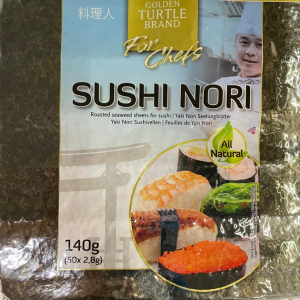 料理人
GOLDEN
TURTLE
BRAND
For Chefs
SUSHI NORI
Roasted seaweed sheets for sushi | Yaki Nori Seetangblätter
Yaki Nori Sushivellen | Feuilles de Yaki Nori
All
Natural
140g
(50x 2,8g)